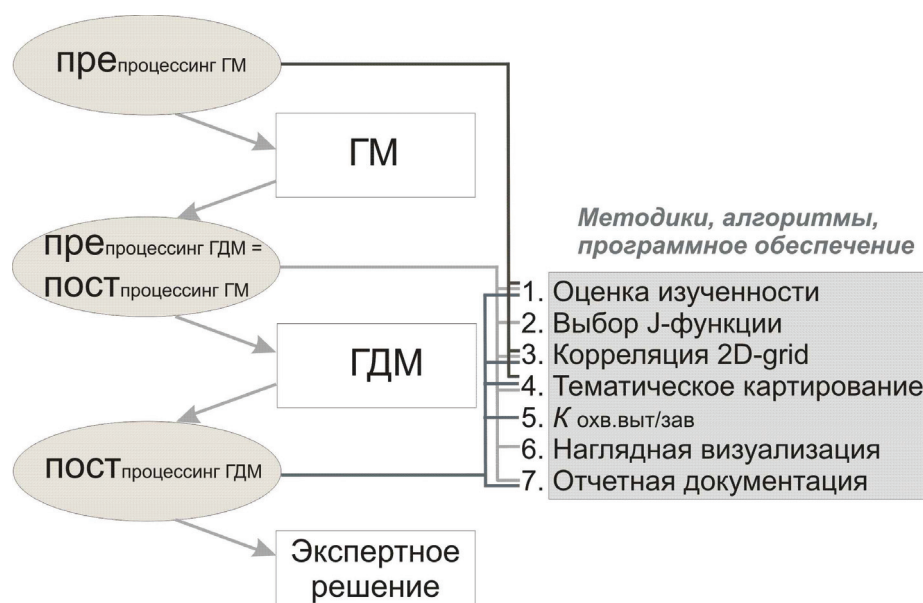 препроцессинг ГМ
ГМ
препроцессинг ГДМ =
постпроцессинг ГМ
ГДМ
постпроцессинг ГДМ
Экспертное
решение
Методики, алгоритмы,
программное обеспечение
1. Оценка изученности
2. Выбор J-функции
3. Корреляция 2D-grid
4. Тематическое картирование
5. К охв.выт/зав
6. Наглядная визуализация
7. Отчетная документация